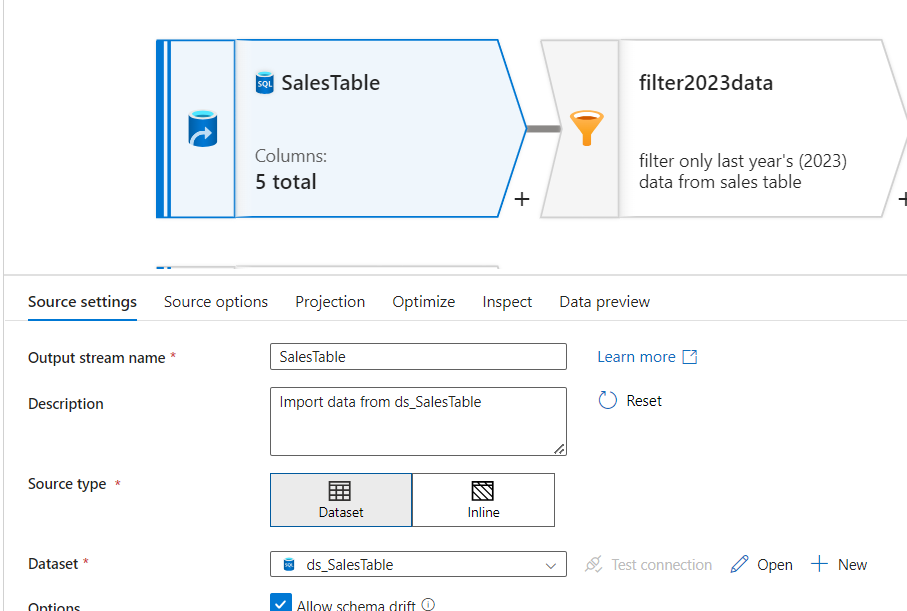 SQL SalesTable
Columns:
5 total
filter2023data
filter only last year's (2023)
data from sales table
Source settings Source options Projection Optimize Inspect Data preview
Output stream name * SalesTable Learn more
Description Import data from ds_SalesTable Reset
Source type * Dataset Inline
Dataset * SQL ds_SalesTable Test connection Open New
Options Allow schema drift